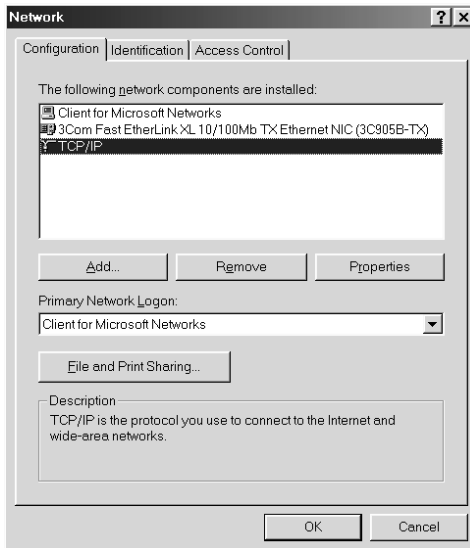 Network
Configuration Identification Access Control
The following network components are installed:
Client for Microsoft Networks
3Com Fast EtherLink XL 10/100Mb TX Ethernet NIC (3C905B-TX)
TCP/IP
Add... Remove Properties
Primary Network Logon:
Client for Microsoft Networks
File and Print Sharing...
Description
TCP/IP is the protocol you use to connect to the Internet and
wide-area networks.
OK Cancel